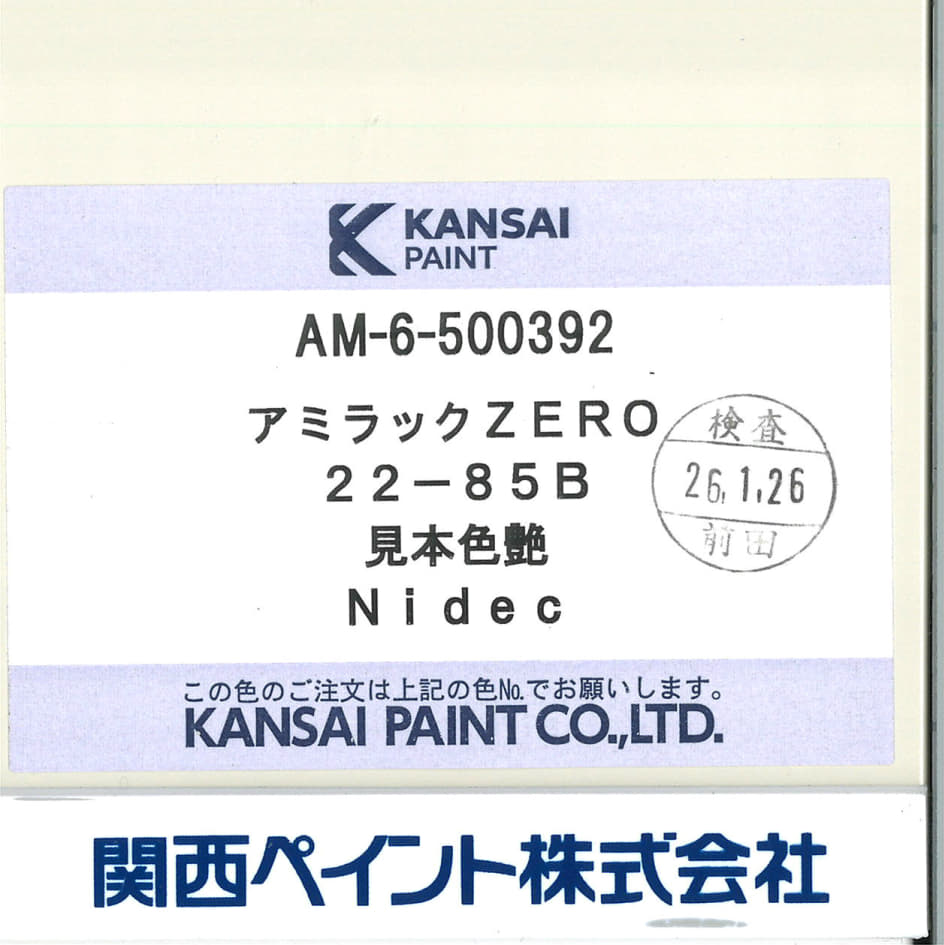 KANSAI
PAINT
AM-6-500392
アミラックZERO
22-85B
見本色艶
Nidec
検査
26.1.26
前田
この色のご注文は上記の色№でお願いします。
KANSAI PAINT CO.,LTD.
関西ペイント株式会社